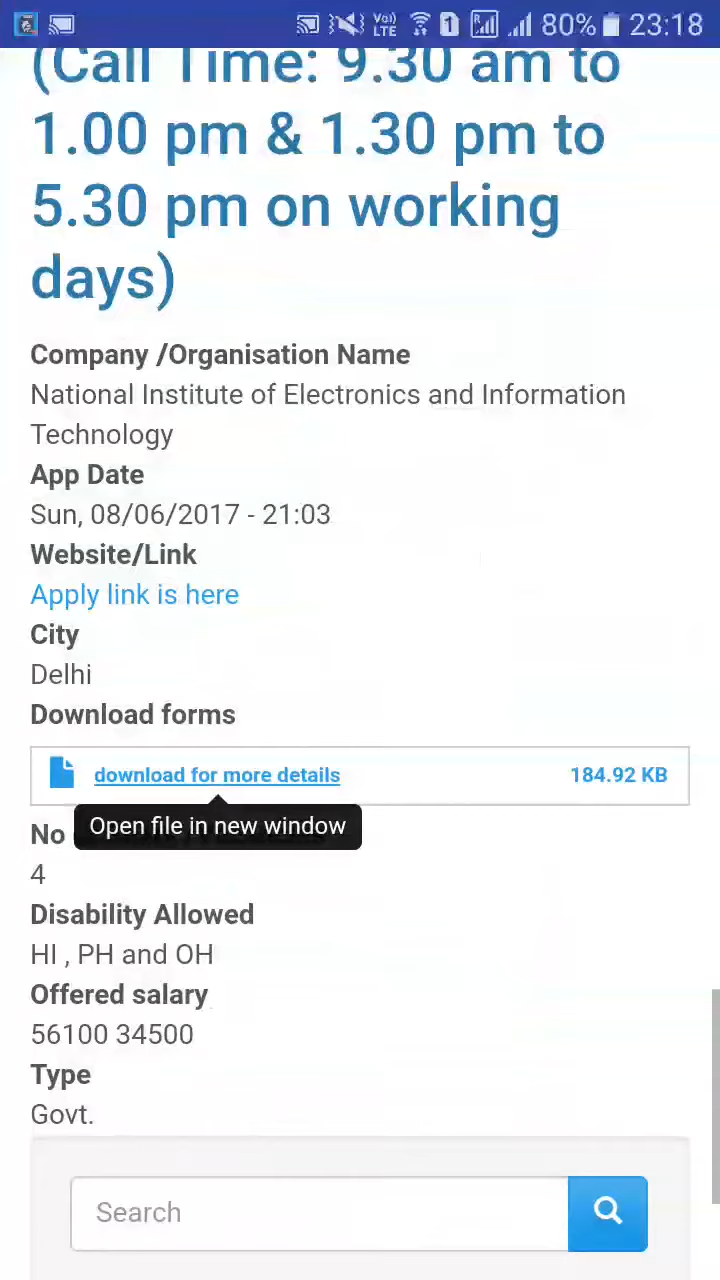 80% 23:18
(Call Time: 9.30 am to
1.00 pm & 1.30 pm to
5.30 pm on working
days)
Company /Organisation Name
National Institute of Electronics and Information
Technology
App Date
Sun, 08/06/2017 - 21:03
Website/Link
Apply link is here
City
Delhi
Download forms
download for more details 184.92 KB
Open file in new window
No
4
Disability Allowed
HI , PH and OH
Offered salary
56100 34500
Type
Govt.
Search